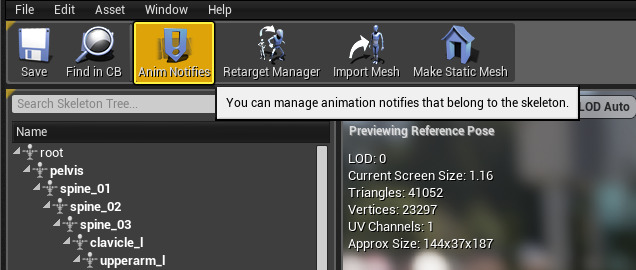 File Edit Asset Window Help
Save Find in CB Anim Notifies Retarget Manager Import Mesh Make Static Mesh
Search Skeleton Tree...
You can manage animation notifies that belong to the skeleton.
LOD Auto
Name
Previewing Reference Pose
root
LOD: 0
pelvis
Current Screen Size: 1.16
spine_01
Triangles: 41052
spine_02
Vertices: 23297
spine_03
UV Channels: 1
clavicle_l
Approx Size: 144x37x187
upperarm_l